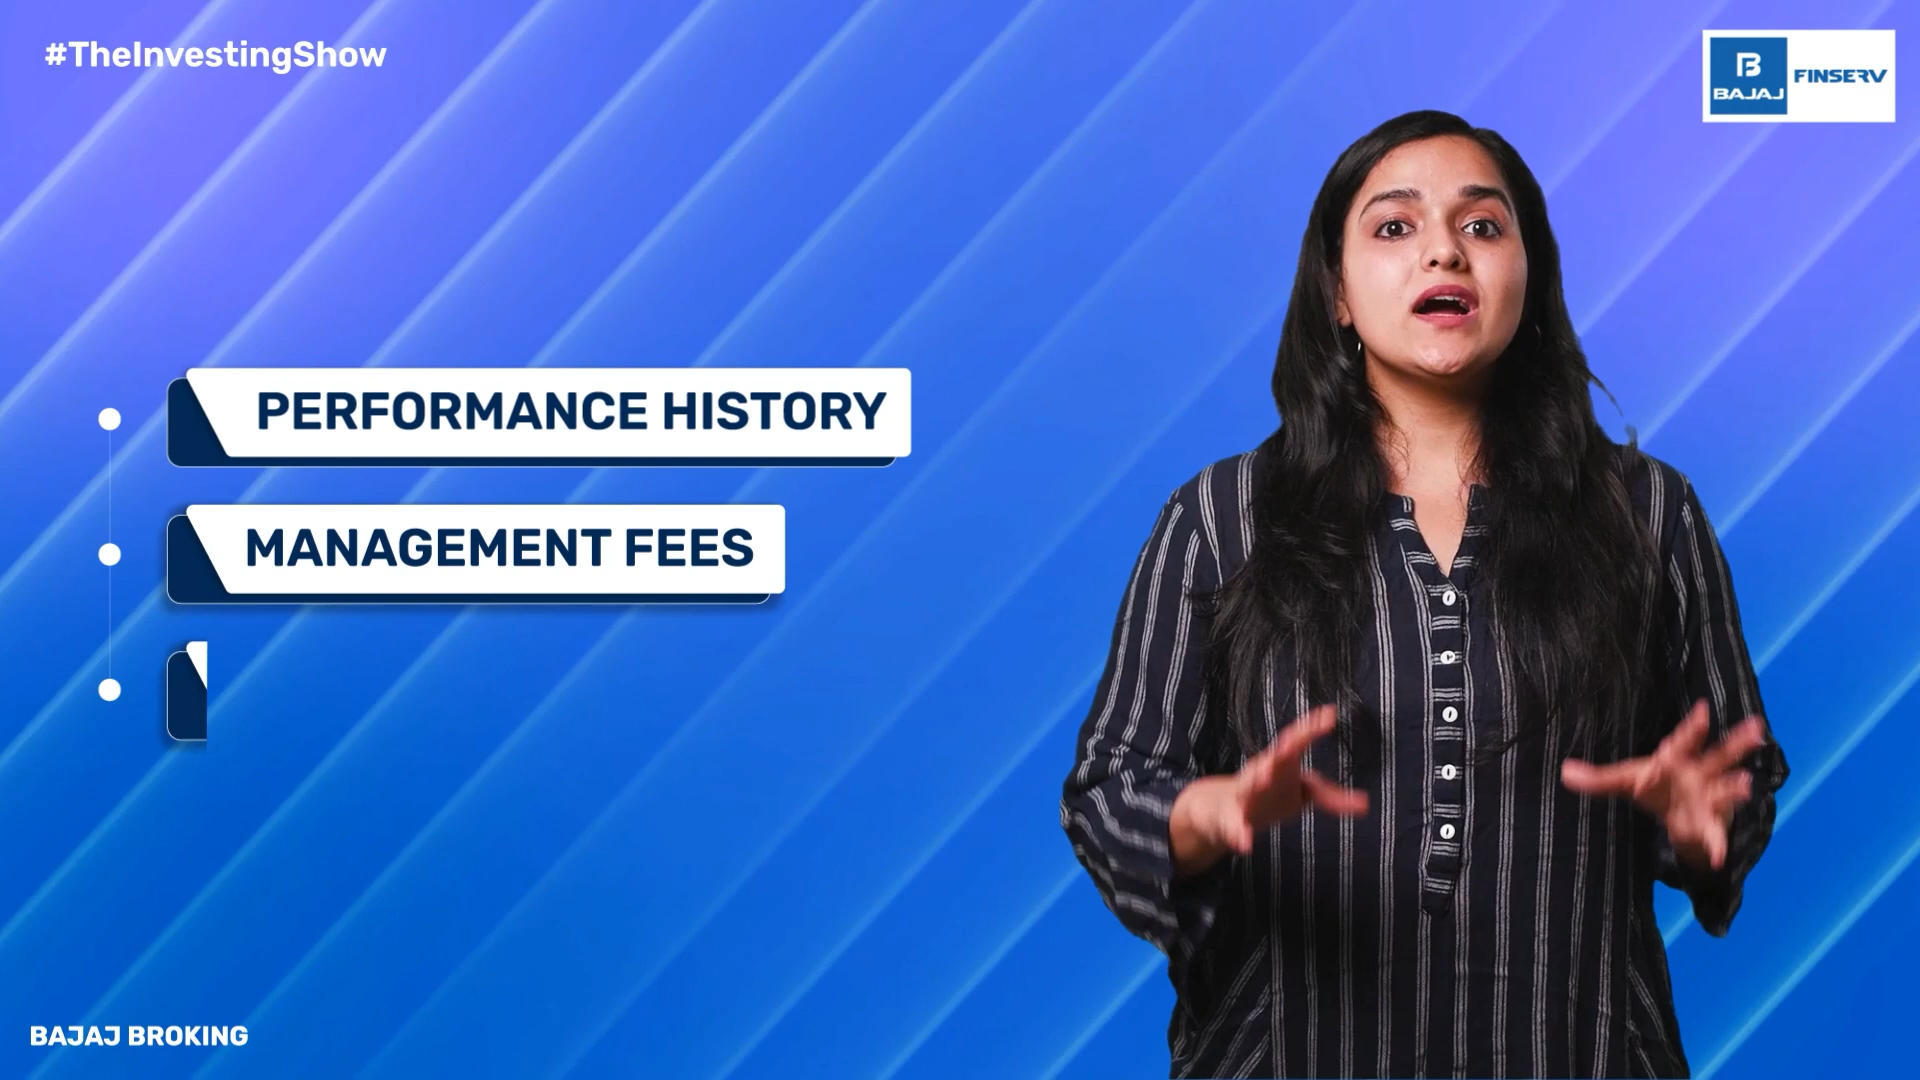 #TheInvestingShow
B
BAJAJ
FINSERV
PERFORMANCE HISTORY
MANAGEMENT FEES
BAJAJ BROKING